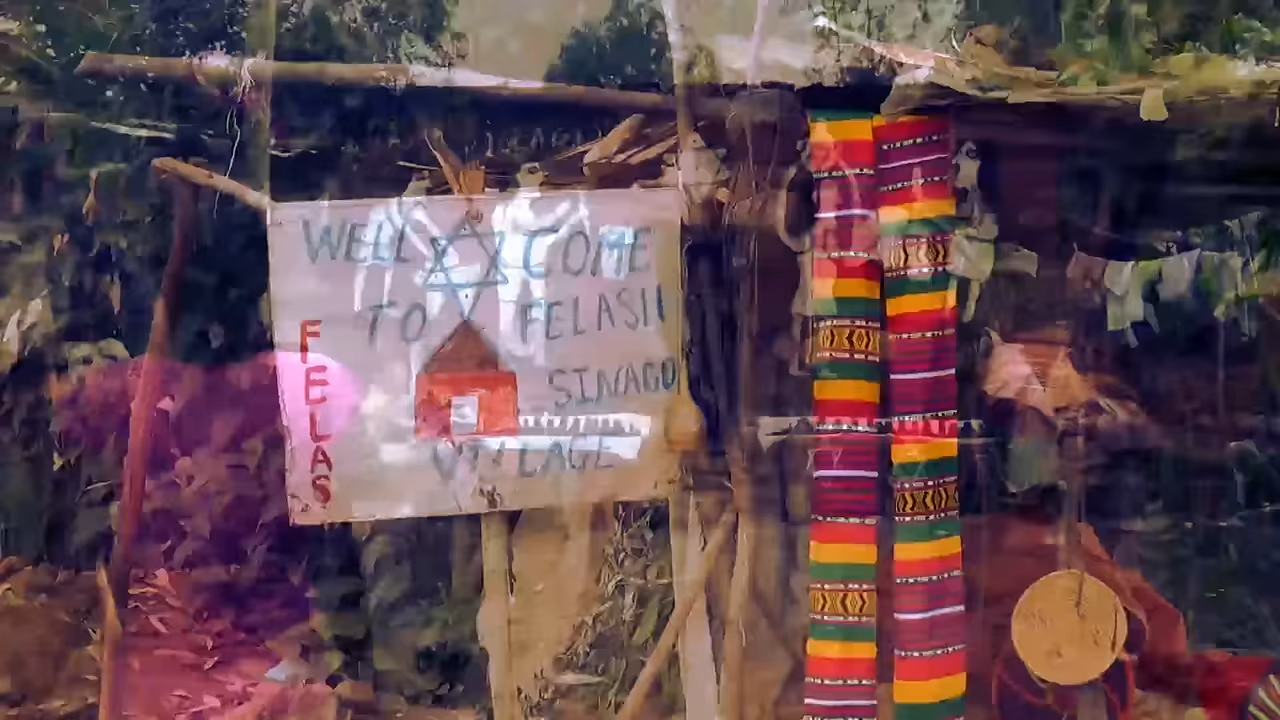 WELL COME
TO FELASH
SINAGO
VILLAGE
FELAS